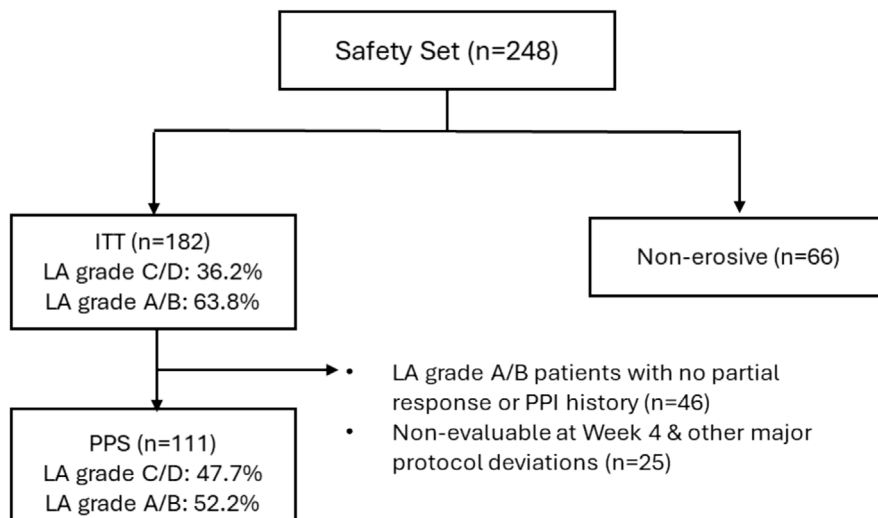 Safety Set (n=248)
ITT (n=182)
LA grade C/D: 36.2%
LA grade A/B: 63.8%
Non-erosive (n=66)
• LA grade A/B patients with no partial
response or PPI history (n=46)
• Non-evaluable at Week 4 & other major
protocol deviations (n=25)
PPS (n=111)
LA grade C/D: 47.7%
LA grade A/B: 52.2%